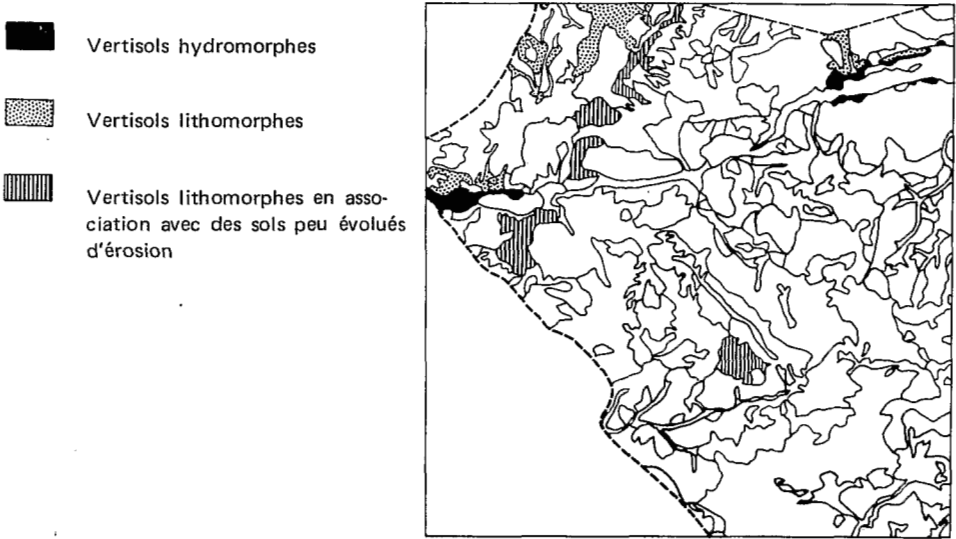 Vertisols hydromorphes
Vertisols lithomorphes
Vertisols lithomorphes en asso-
ciation avec des sols peu évolués
d'érosion